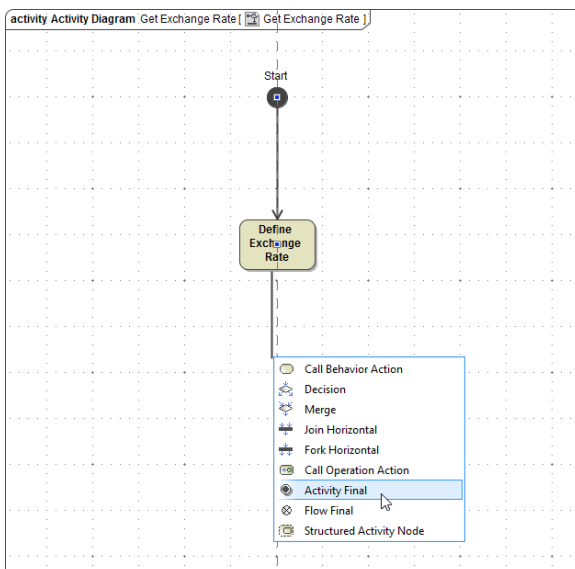 activity Activity Diagram Get Exchange Rate [ Get Exchange Rate ]
Start
Define
Exchange
Rate
Call Behavior Action
Decision
Merge
Join Horizontal
Fork Horizontal
Call Operation Action
Activity Final
Flow Final
Structured Activity Node